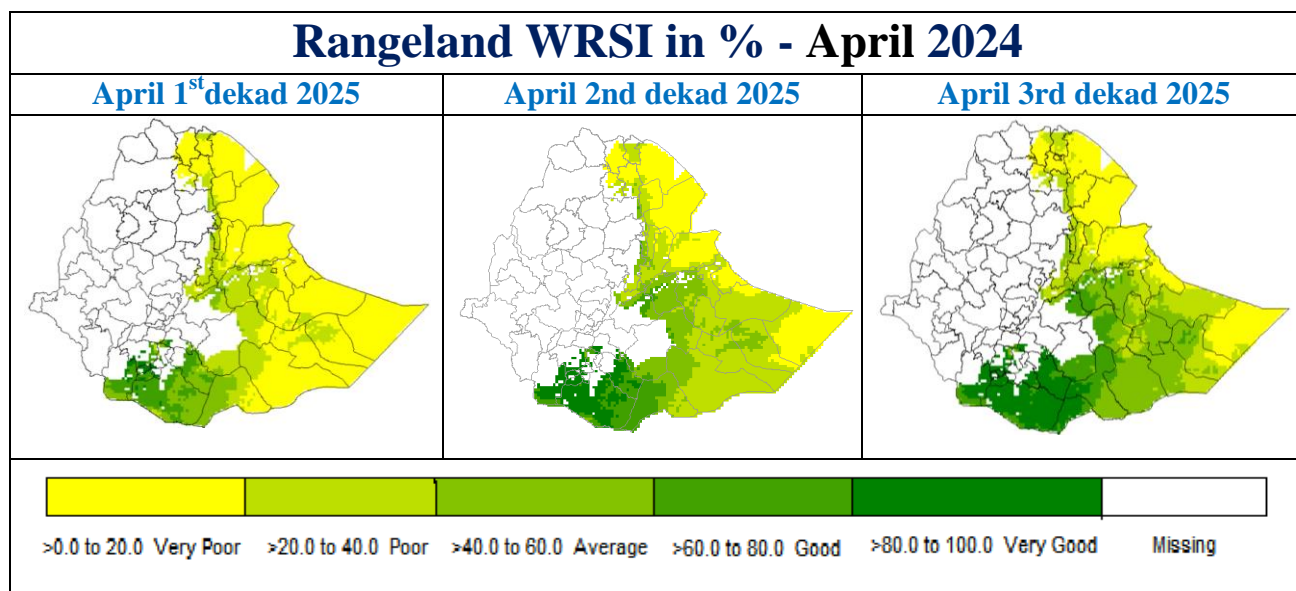 Rangeland WRSI in % - April 2024
April 1st dekad 2025
April 2nd dekad 2025
April 3rd dekad 2025
>0.0 to 20.0 Very Poor
>20.0 to 40.0 Poor
>40.0 to 60.0 Average
>60.0 to 80.0 Good
>80.0 to 100.0 Very Good
Missing